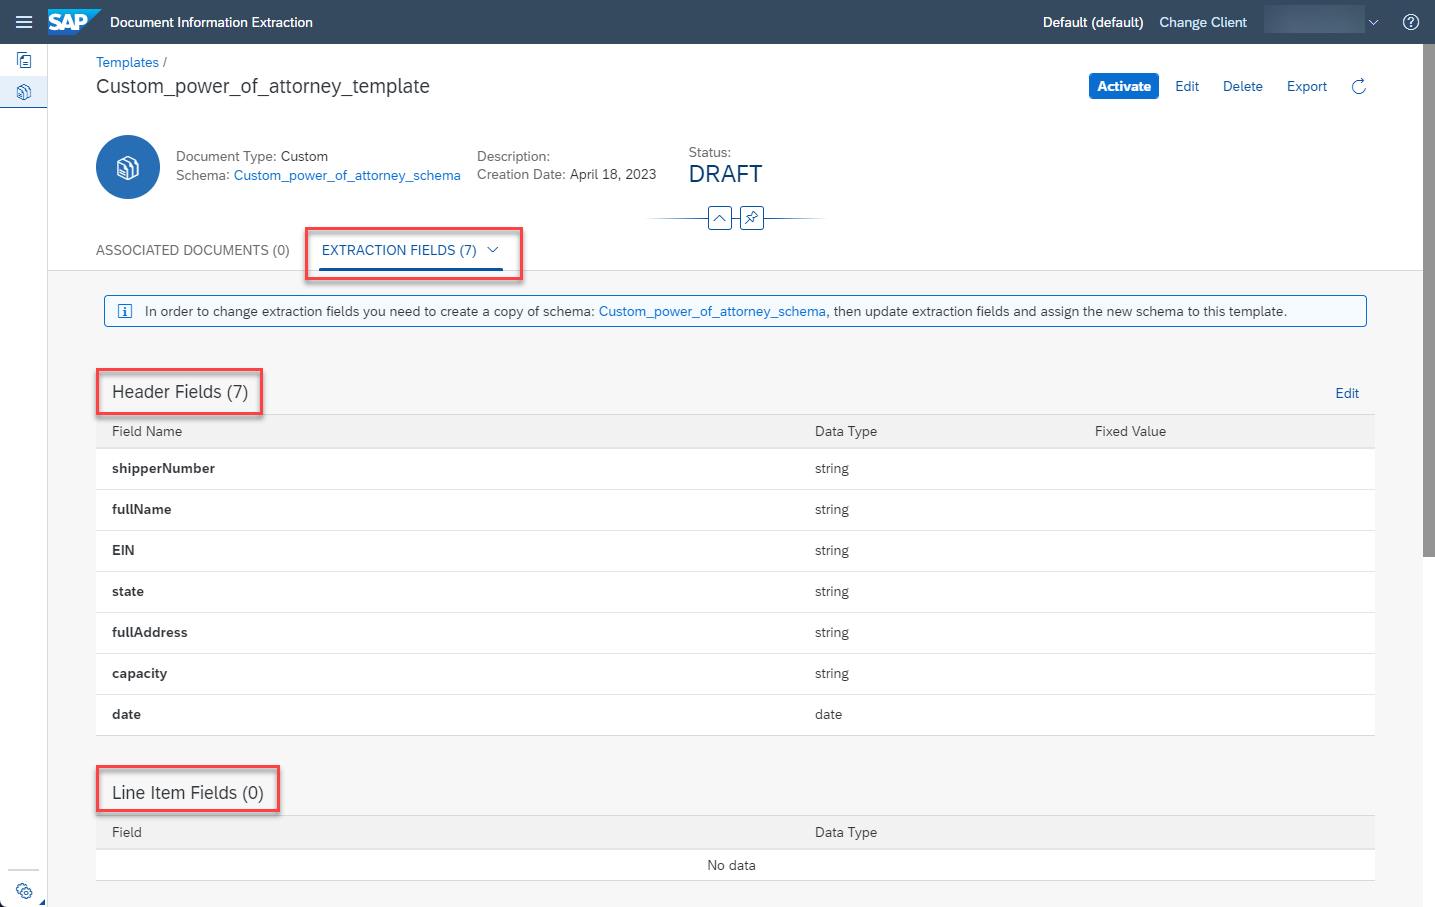 SAP Document Information Extraction Default (default) Change Client
Templates /
Custom_power_of_attorney_template
Activate Edit Delete Export
Document Type: Custom
Schema: Custom_power_of_attorney_schema
Description:
Creation Date: April 18, 2023
Status:
DRAFT
ASSOCIATED DOCUMENTS (0) EXTRACTION FIELDS (7)
In order to change extraction fields you need to create a copy of schema: Custom_power_of_attorney_schema, then update extraction fields and assign the new schema to this template.
Header Fields (7) Edit
Field Name Data Type Fixed Value
shipperNumber string
fullName string
EIN string
state string
fullAddress string
capacity string
date date
Line Item Fields (0)
Field Data Type
No data